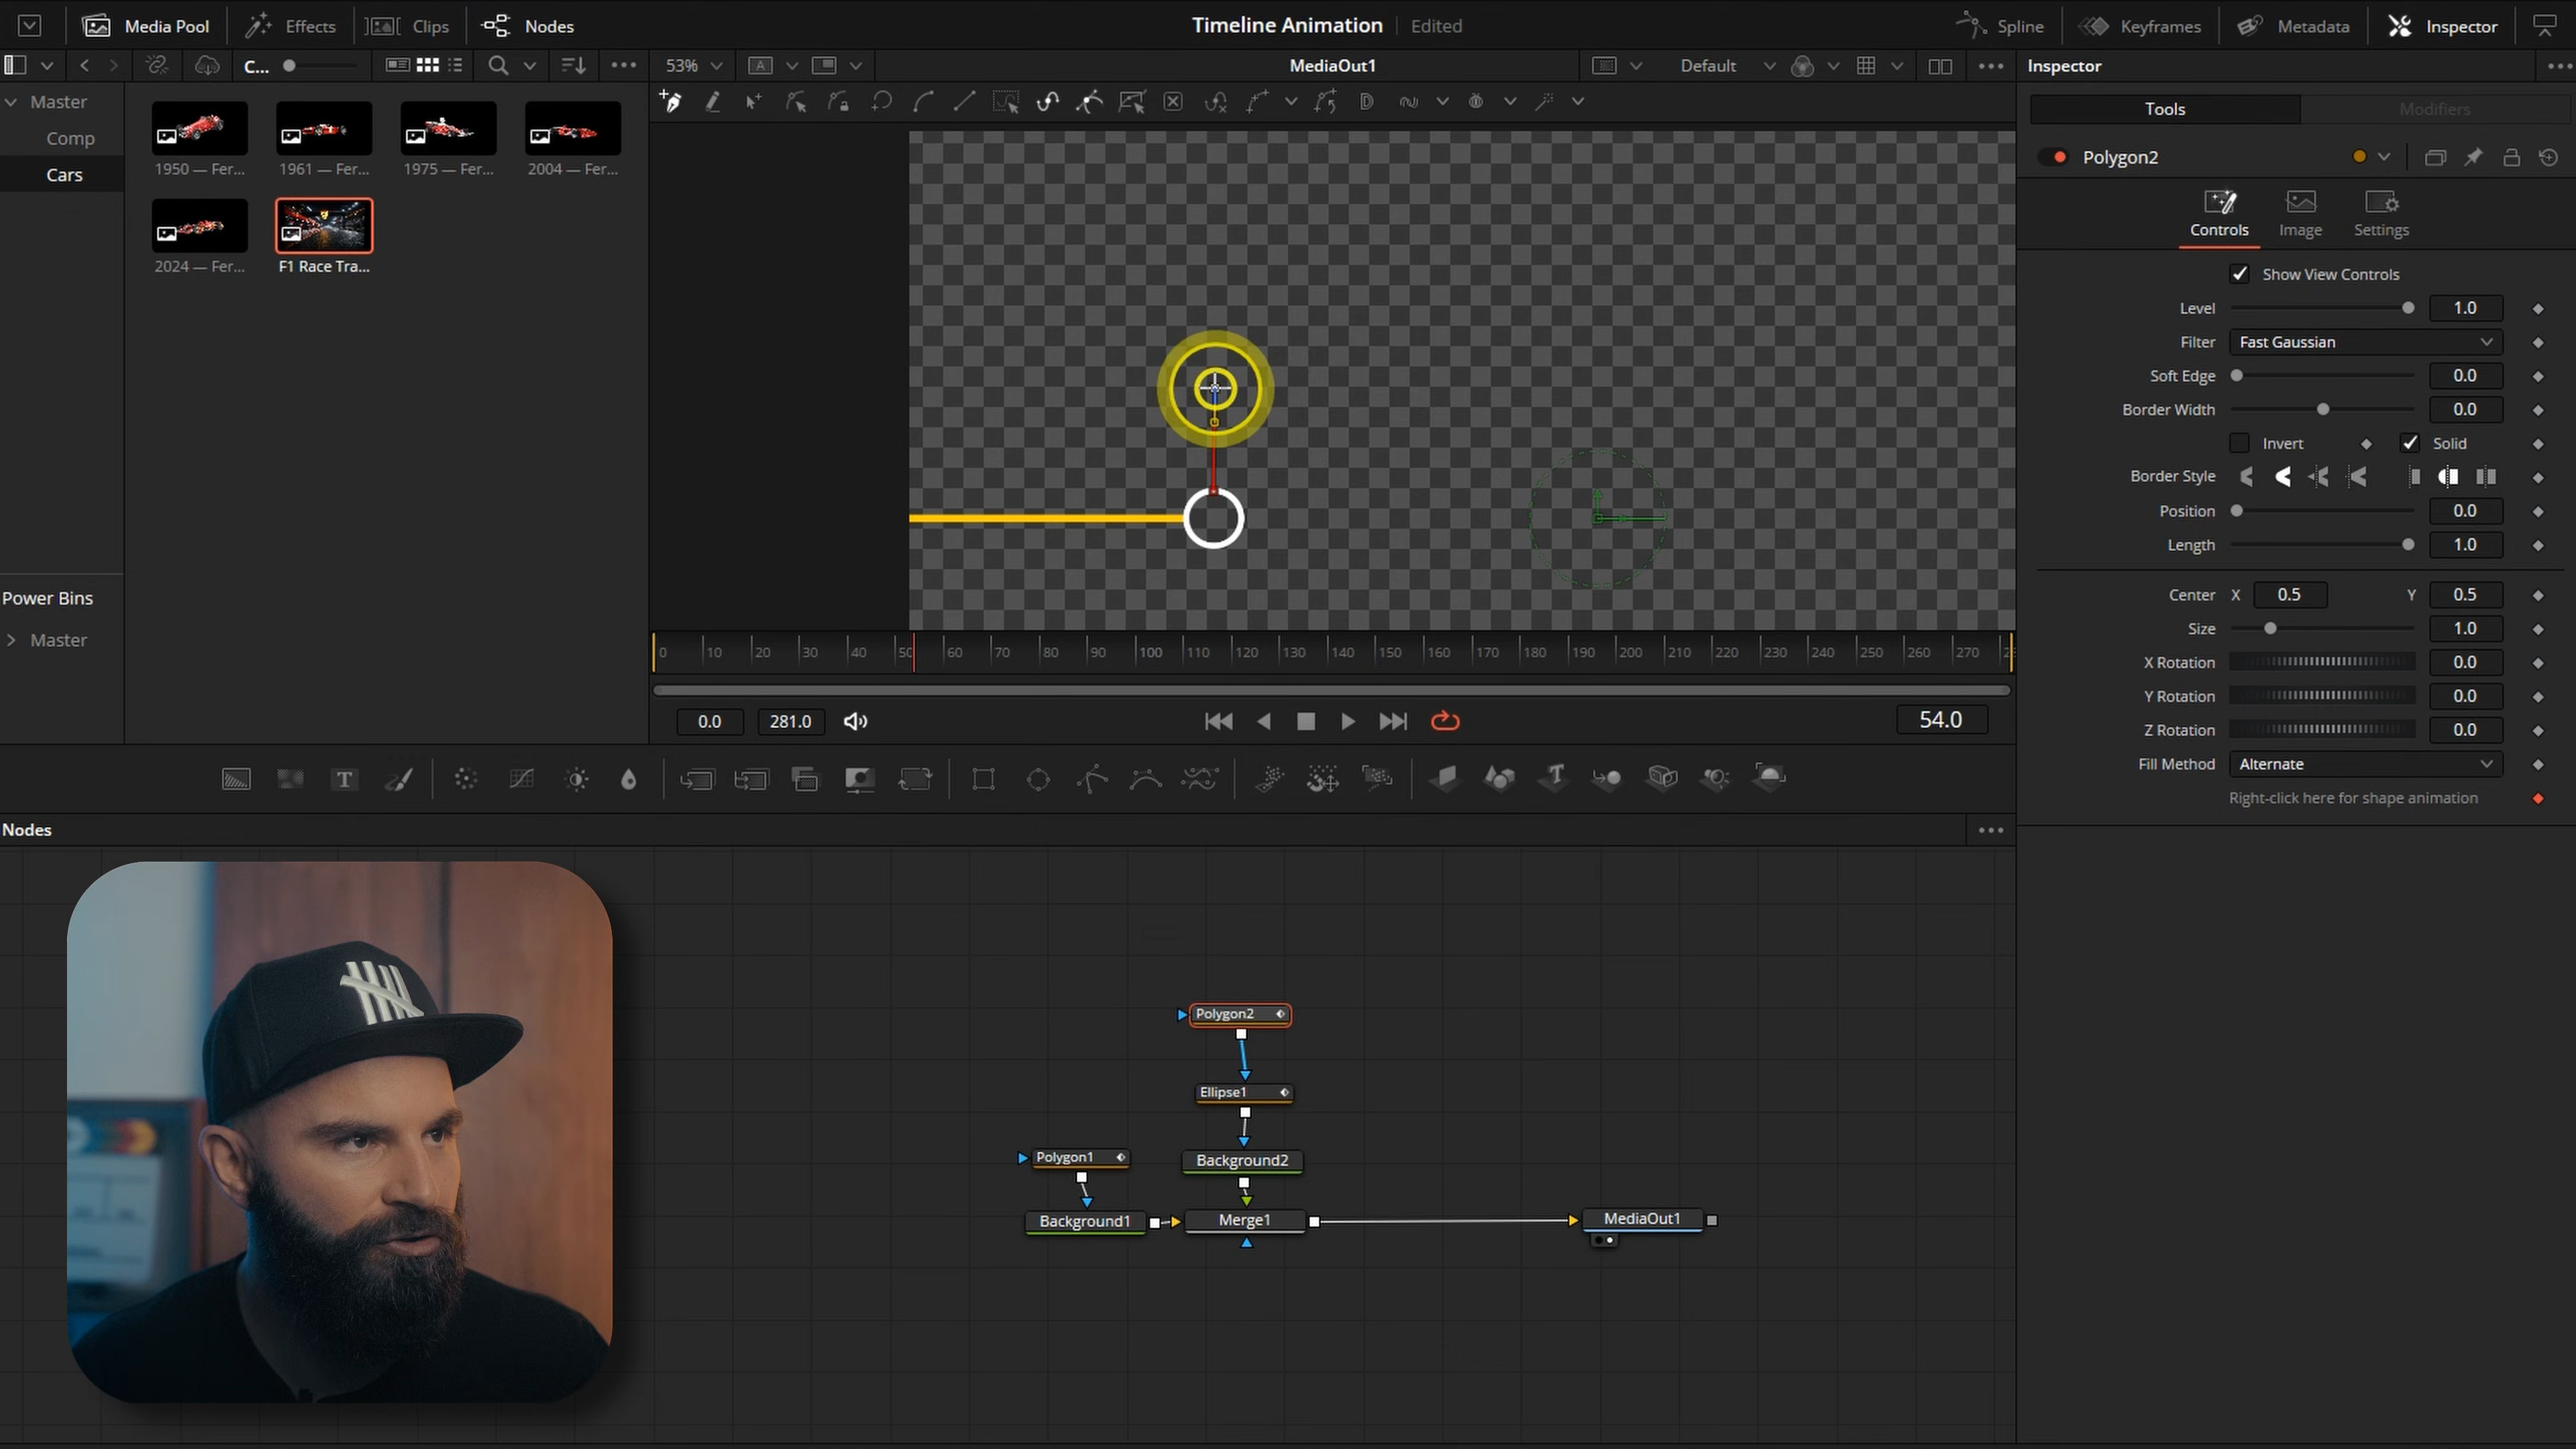 Media Pool Effects Clips Nodes Timeline Animation Edited Spline Keyframes Metadata Inspector
C... 53% A MediaOut1 Default Inspector
Master
Comp
Cars
1950 — Fer... 1961 — Fer... 1975 — Fer... 2004 — Fer...
2024 — Fer... F1 Race Tra...
Power Bins
Master
0 10 20 30 40 50 60 70 80 90 100 110 120 130 140 150 160 170 180 190 200 210 220 230 240 250 260 270
0.0 281.0 54.0
Tools Modifiers
Polygon2
Controls Image Settings
Show View Controls
Level 1.0
Filter Fast Gaussian
Soft Edge 0.0
Border Width 0.0
Invert Solid
Border Style
Position 0.0
Length 1.0
Center X 0.5 Y 0.5
Size 1.0
X Rotation 0.0
Y Rotation 0.0
Z Rotation 0.0
Fill Method Alternate
Right-click here for shape animation
Nodes
Polygon2
Ellipse1
Polygon1 Background2
Background1 Merge1 MediaOut1